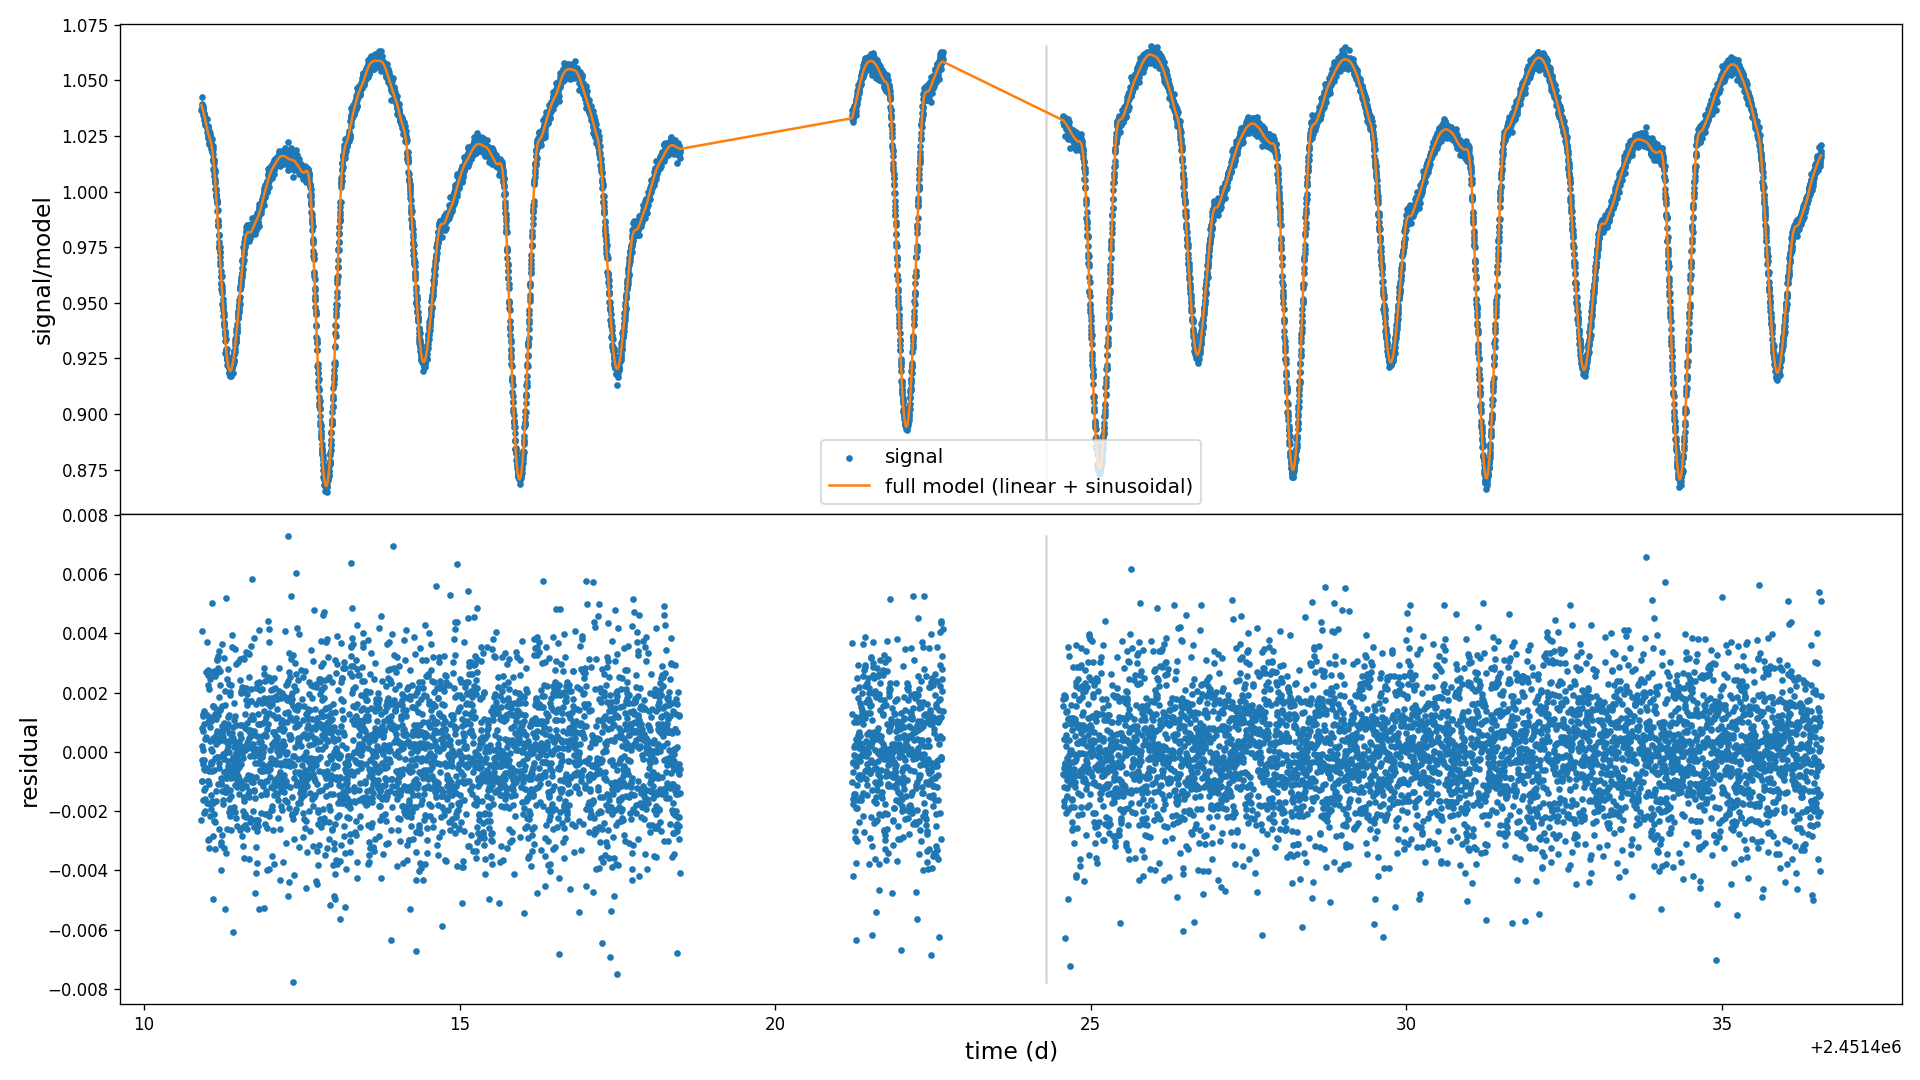 1.075
1.050
1.025
1.000
0.975
0.950
0.925
0.900
0.875
signal/model
signal
full model (linear + sinusoidal)
0.008
0.006
0.004
0.002
0.000
−0.002
−0.004
−0.006
−0.008
residual
10 15 20 25 30 35
time (d)
+2.4514e6